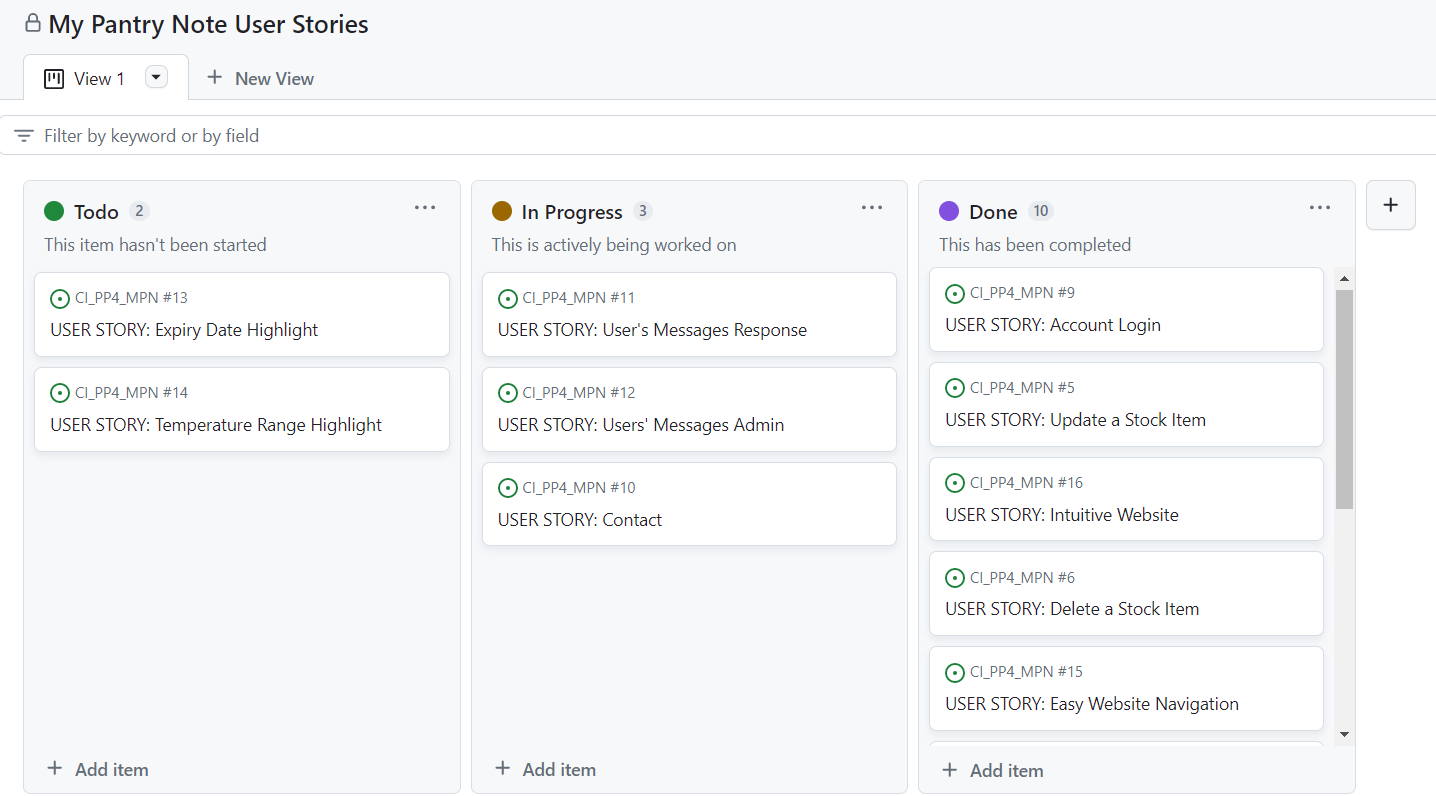 My Pantry Note User Stories
View 1
New View
Filter by keyword or by field
Todo 2
This item hasn't been started
CI_PP4_MPN #13
USER STORY: Expiry Date Highlight
CI_PP4_MPN #14
USER STORY: Temperature Range Highlight
Add item
In Progress 3
This is actively being worked on
CI_PP4_MPN #11
USER STORY: User's Messages Response
CI_PP4_MPN #12
USER STORY: Users' Messages Admin
CI_PP4_MPN #10
USER STORY: Contact
Add item
Done 10
This has been completed
CI_PP4_MPN #9
USER STORY: Account Login
CI_PP4_MPN #5
USER STORY: Update a Stock Item
CI_PP4_MPN #16
USER STORY: Intuitive Website
CI_PP4_MPN #6
USER STORY: Delete a Stock Item
CI_PP4_MPN #15
USER STORY: Easy Website Navigation
Add item